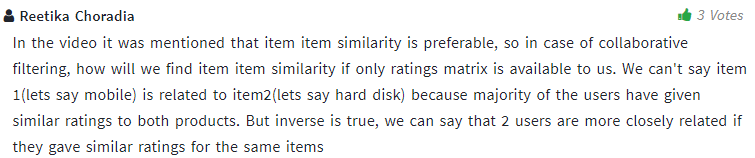 Reetika Choradia 3 Votes
In the video it was mentioned that item item similarity is preferable, so in case of collaborative
filtering, how will we find item item similarity if only ratings matrix is available to us. We can't say item
1(lets say mobile) is related to item2(lets say hard disk) because majority of the users have given
similar ratings to both products. But inverse is true, we can say that 2 users are more closely related if
they gave similar ratings for the same items